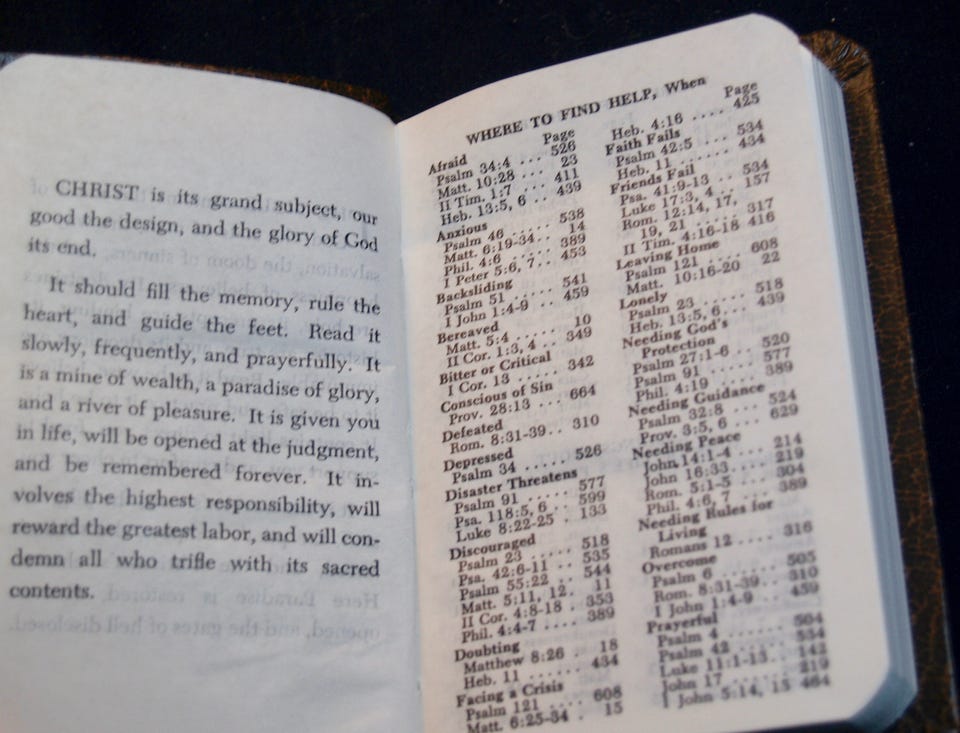 CHRIST is its grand subject, our
good the design, and the glory of God
its end.
It should fill the memory, rule the
heart, and guide the feet. Read it
slowly, frequently, and prayerfully. It
is a mine of wealth, a paradise of glory,
and a river of pleasure. It is given you
in life, will be opened at the judgment,
and be remembered forever. It in-
volves the highest responsibility, will
reward the greatest labor, and will con-
demn all who trifle with its sacred
contents.
WHERE TO FIND HELP, When
Page
Afraid
Psalm 34:4 ... 526
Matt. 10:28 ... 23
II Tim. 1:7 ... 411
Heb. 13:5, 6 .. 439
Anxious
Psalm 46 ..... 538
Matt. 6:19-34.. 14
Phil. 4:6 ..... 389
I Peter 5:6, 7.. 453
Backsliding
Psalm 51 ..... 541
I John 1:4-9 .. 459
Bereaved
Matt. 5:4 ..... 10
II Cor. 1:3, 4 .. 349
Bitter or Critical
I Cor. 13 ..... 342
Conscious of Sin
Prov. 28:13 ... 664
Defeated
Rom. 8:31-39.. 310
Depressed
Psalm 34 ..... 526
Disaster Threatens
Psalm 91 ..... 577
Psa. 118:5, 6 .. 599
Luke 8:22-25 . 133
Discouraged
Psalm 23 ..... 518
Psa. 42:6-11 .. 535
Psalm 55:22 .. 544
Matt. 5:11, 12. 11
II Cor. 4:8-18 . 353
Phil. 4:4-7 .... 389
Doubting
Matthew 8:26 . 18
Heb. 11 ...... 434
Facing a Crisis
Psalm 121 .... 608
Matt. 6:25-34 . 15
Page
Heb. 4:16 .... 425
Faith Fails
Psalm 42:5 ... 534
Heb. 11 ...... 434
Friends Fail
Psa. 41:9-13 .. 534
Luke 17:3, 4 .. 157
Rom. 12:14, 17,
19, 21 ..... 317
II Tim. 4:16-18 416
Leaving Home
Psalm 121 .... 608
Matt. 10:16-20 22
Lonely
Psalm 23 ..... 518
Heb. 13:5, 6... 439
Needing God's
Protection
Psalm 27:1-6 .. 520
Psalm 91 ..... 577
Phil. 4:19 .... 389
Needing Guidance
Psalm 32:8 ... 524
Prov. 3:5, 6 ... 629
Needing Peace
John 14:1-4 ... 214
John 16:33 .... 219
Rom. 5:1-5 ... 304
Phil. 4:6, 7 ... 389
Needing Rules for
Living
Romans 12 .... 316
Overcome
Psalm 6 ...... 505
Rom. 8:31-39.. 310
I John 1:4-9 .. 459
Prayerful
Psalm 4 ...... 504
Psalm 42 ..... 534
Luke 11:1-13.. 142
John 17 ...... 219
I John 5:14, 15 464